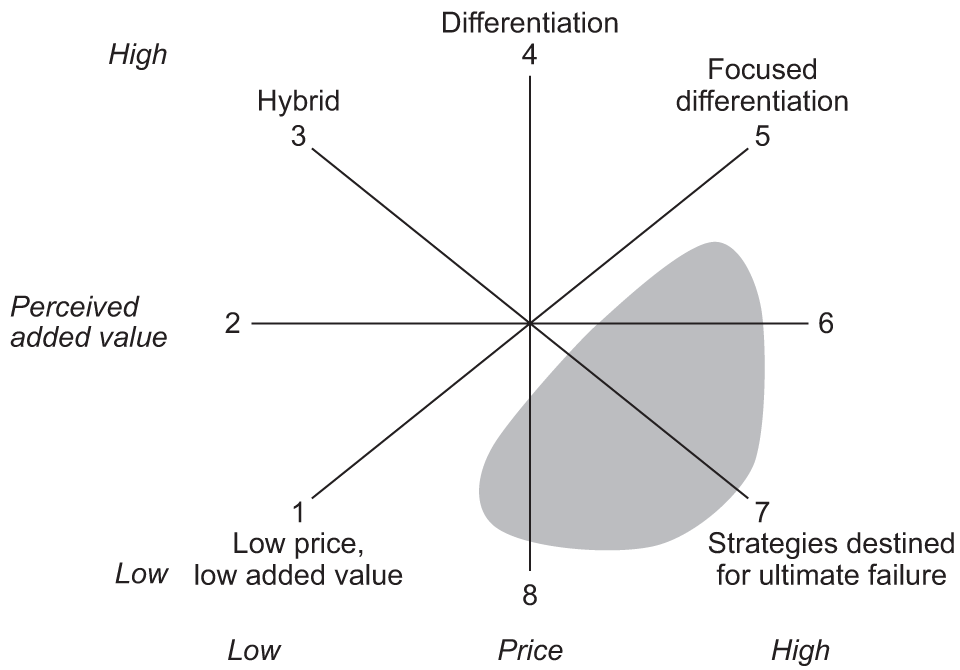 Differentiation
High
4
Focused
differentiation
Hybrid
3
5
Perceived
added value
2
6
1
7
Low price,
low added value
Strategies destined
for ultimate failure
Low
8
Low
Price
High